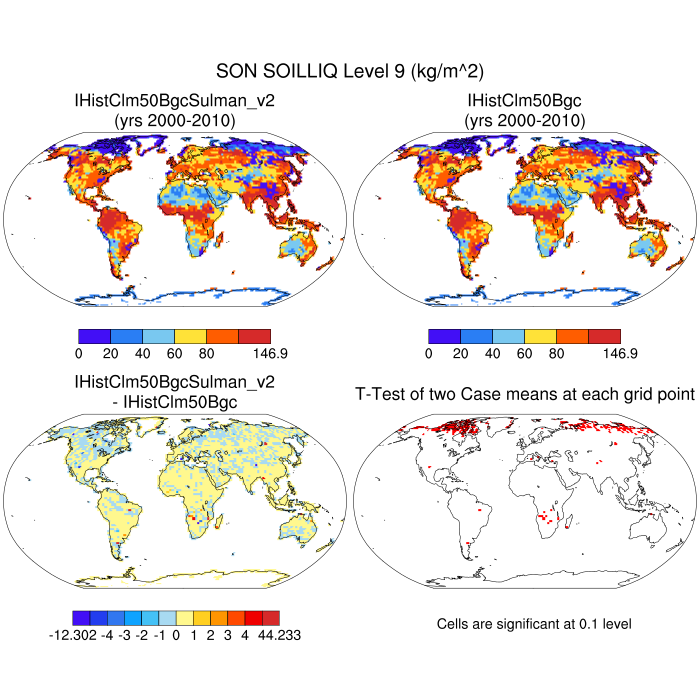 SON SOILLIQ Level 9 (kg/m^2)
IHistClm50BgcSulman_v2
(yrs 2000-2010)
IHistClm50Bgc
(yrs 2000-2010)
0 20 40 60 80 146.9
0 20 40 60 80 146.9
IHistClm50BgcSulman_v2
- IHistClm50Bgc
T-Test of two Case means at each grid point
-12.302 -4 -3 -2 -1 0 1 2 3 4 44.233
Cells are significant at 0.1 level